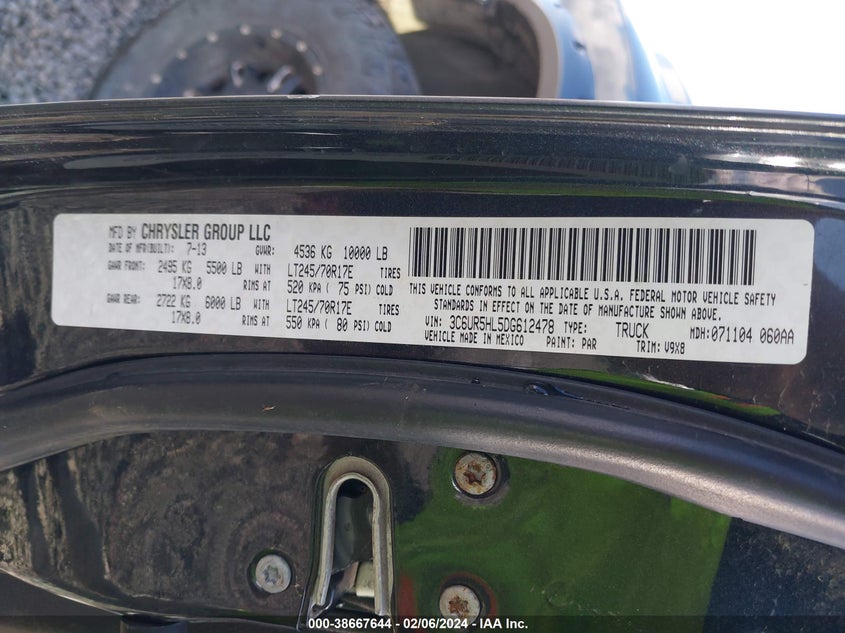 MFD BY CHRYSLER GROUP LLC
DATE OF MFR(BUILT): 7-13 GVWR: 4536 KG 10000 LB
GAWR FRONT: 2495 KG 5500 LB WITH LT245/70R17E TIRES
17X8.0 RIMS AT 520 KPA ( 75 PSI) COLD
GAWR REAR: 2722 KG 6000 LB WITH LT245/70R17E TIRES
17X8.0 RIMS AT 550 KPA ( 80 PSI) COLD
THIS VEHICLE CONFORMS TO ALL APPLICABLE U.S.A. FEDERAL MOTOR VEHICLE SAFETY
STANDARDS IN EFFECT ON THE DATE OF MANUFACTURE SHOWN ABOVE.
VIN: 3C6UR5HL5DG612478 TYPE: TRUCK MDH:071104 060AA
VEHICLE MADE IN MEXICO PAINT: PAR TRIM: V9X8
000-38667644 / 02/06/2024 - IAA Inc.